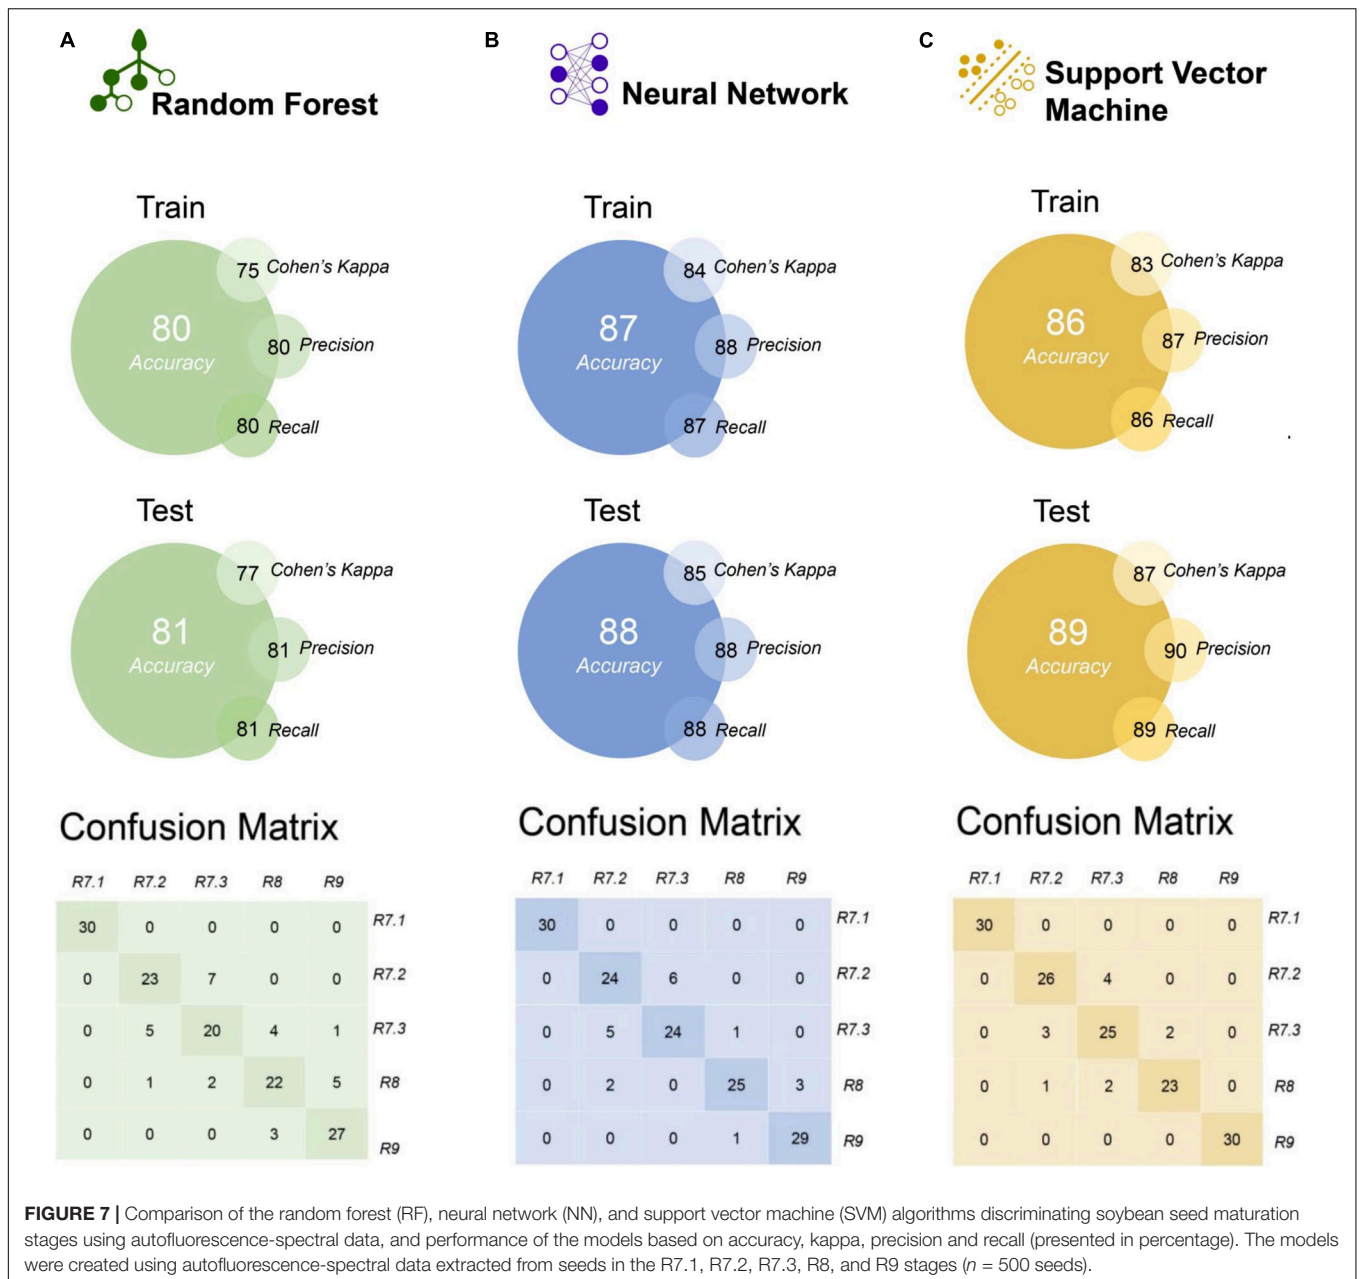 A
Random Forest
Train
75 Cohen's Kappa
80
Accuracy
80 Precision
80 Recall
Test
77 Cohen's Kappa
81
Accuracy
81 Precision
81 Recall
Confusion Matrix
R7.1 R7.2 R7.3 R8 R9
30 0 0 0 0 R7.1
0 23 7 0 0 R7.2
0 5 20 4 1 R7.3
0 1 2 22 5 R8
0 0 0 3 27 R9
B
Neural Network
Train
84 Cohen's Kappa
87
Accuracy
88 Precision
87 Recall
Test
85 Cohen's Kappa
88
Accuracy
88 Precision
88 Recall
Confusion Matrix
R7.1 R7.2 R7.3 R8 R9
30 0 0 0 0 R7.1
0 24 6 0 0 R7.2
0 5 24 1 0 R7.3
0 2 0 25 3 R8
0 0 0 1 29 R9
C
Support Vector
Machine
Train
83 Cohen's Kappa
86
Accuracy
87 Precision
86 Recall
Test
87 Cohen's Kappa
89
Accuracy
90 Precision
89 Recall
Confusion Matrix
R7.1 R7.2 R7.3 R8 R9
30 0 0 0 0 R7.1
0 26 4 0 0 R7.2
0 3 25 2 0 R7.3
0 1 2 23 0 R8
0 0 0 0 30 R9
FIGURE 7 | Comparison of the random forest (RF), neural network (NN), and support vector machine (SVM) algorithms discriminating soybean seed maturation
stages using autofluorescence-spectral data, and performance of the models based on accuracy, kappa, precision and recall (presented in percentage). The models
were created using autofluorescence-spectral data extracted from seeds in the R7.1, R7.2, R7.3, R8, and R9 stages (n = 500 seeds).